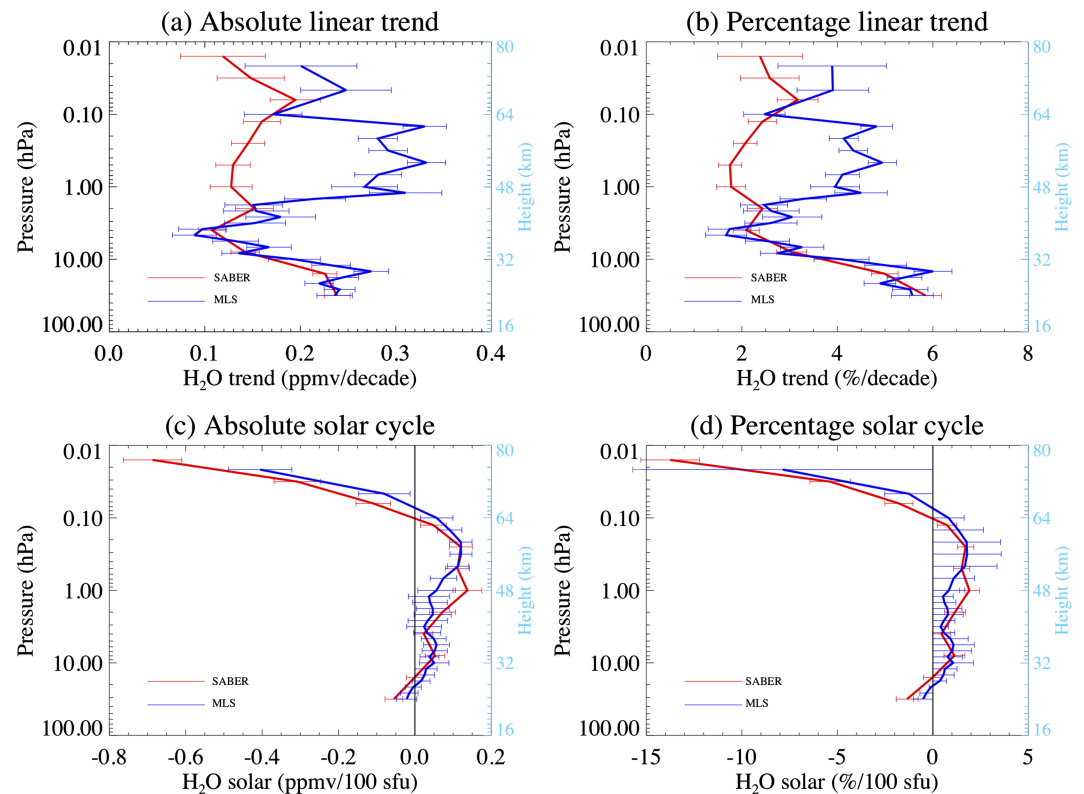 (a) Absolute linear trend
0.01
0.10
1.00
10.00
100.00
Pressure (hPa)
80
64
48
32
16
Height (km)
SABER
MLS
0.0
0.1
0.2
0.3
0.4
H₂O trend (ppmv/decade)
(b) Percentage linear trend
0.01
0.10
1.00
10.00
100.00
Pressure (hPa)
80
64
48
32
16
Height (km)
SABER
MLS
0
2
4
6
8
H₂O trend (%/decade)
(c) Absolute solar cycle
0.01
0.10
1.00
10.00
100.00
Pressure (hPa)
80
64
48
32
16
Height (km)
SABER
MLS
-0.8
-0.6
-0.4
-0.2
0.0
0.2
H₂O solar (ppmv/100 sfu)
(d) Percentage solar cycle
0.01
0.10
1.00
10.00
100.00
Pressure (hPa)
80
64
48
32
16
Height (km)
SABER
MLS
-15
-10
-5
0
5
H₂O solar (%/100 sfu)